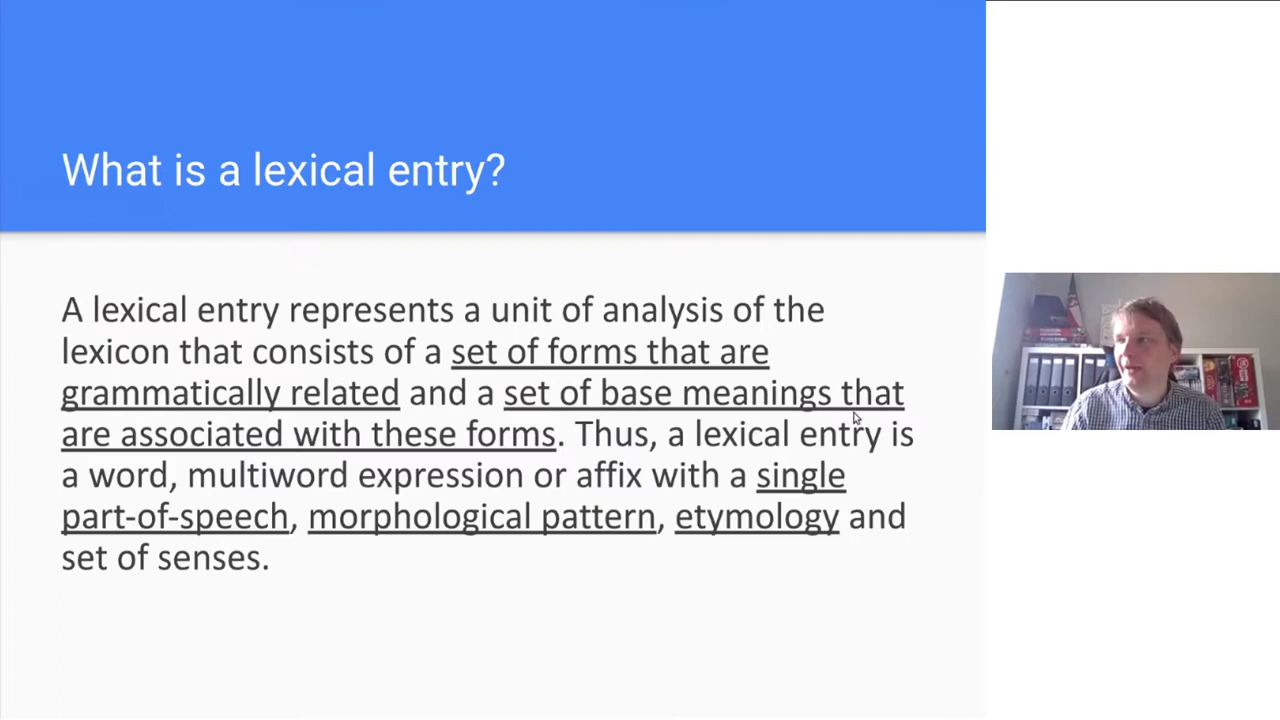 What is a lexical entry?
A lexical entry represents a unit of analysis of the
lexicon that consists of a set of forms that are
grammatically related and a set of base meanings that
are associated with these forms. Thus, a lexical entry is
a word, multiword expression or affix with a single
part-of-speech, morphological pattern, etymology and
set of senses.